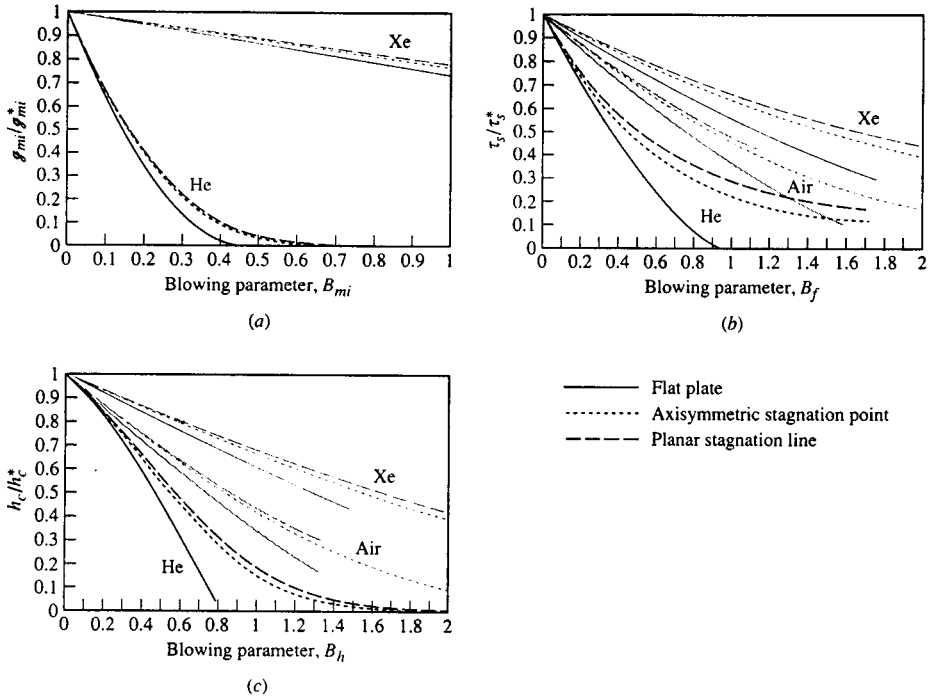 g_mi/g*_mi
1
0.9
0.8
0.7
0.6
0.5
0.4
0.3
0.2
0.1
0
Xe
He
0 0.1 0.2 0.3 0.4 0.5 0.6 0.7 0.8 0.9 1
Blowing parameter, B_mi
(a)
τ_s/τ*_s
1
0.9
0.8
0.7
0.6
0.5
0.4
0.3
0.2
0.1
0
Xe
Air
He
0 0.2 0.4 0.6 0.8 1 1.2 1.4 1.6 1.8 2
Blowing parameter, B_f
(b)
h_c/h*_c
1
0.9
0.8
0.7
0.6
0.5
0.4
0.3
0.2
0.1
0
Xe
Air
He
0 0.2 0.4 0.6 0.8 1 1.2 1.4 1.6 1.8 2
Blowing parameter, B_h
(c)
Flat plate
Axisymmetric stagnation point
Planar stagnation line